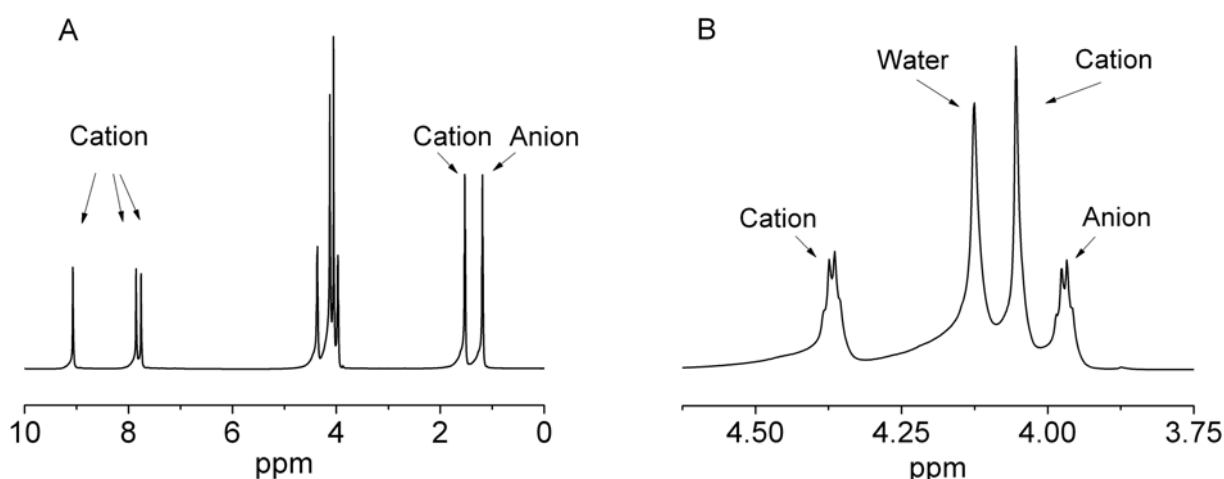 A
Cation
Cation
Anion
10
8
6
4
2
0
ppm
B
Water
Cation
Cation
Anion
4.50
4.25
4.00
3.75
ppm